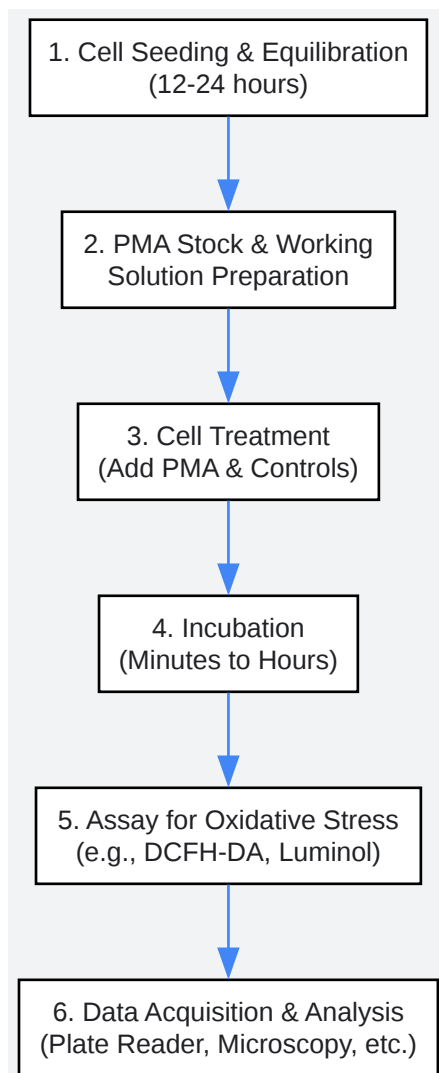 1. Cell Seeding & Equilibration
(12-24 hours)
2. PMA Stock & Working
Solution Preparation
3. Cell Treatment
(Add PMA & Controls)
4. Incubation
(Minutes to Hours)
5. Assay for Oxidative Stress
(e.g., DCFH-DA, Luminol)
6. Data Acquisition & Analysis
(Plate Reader, Microscopy, etc.)